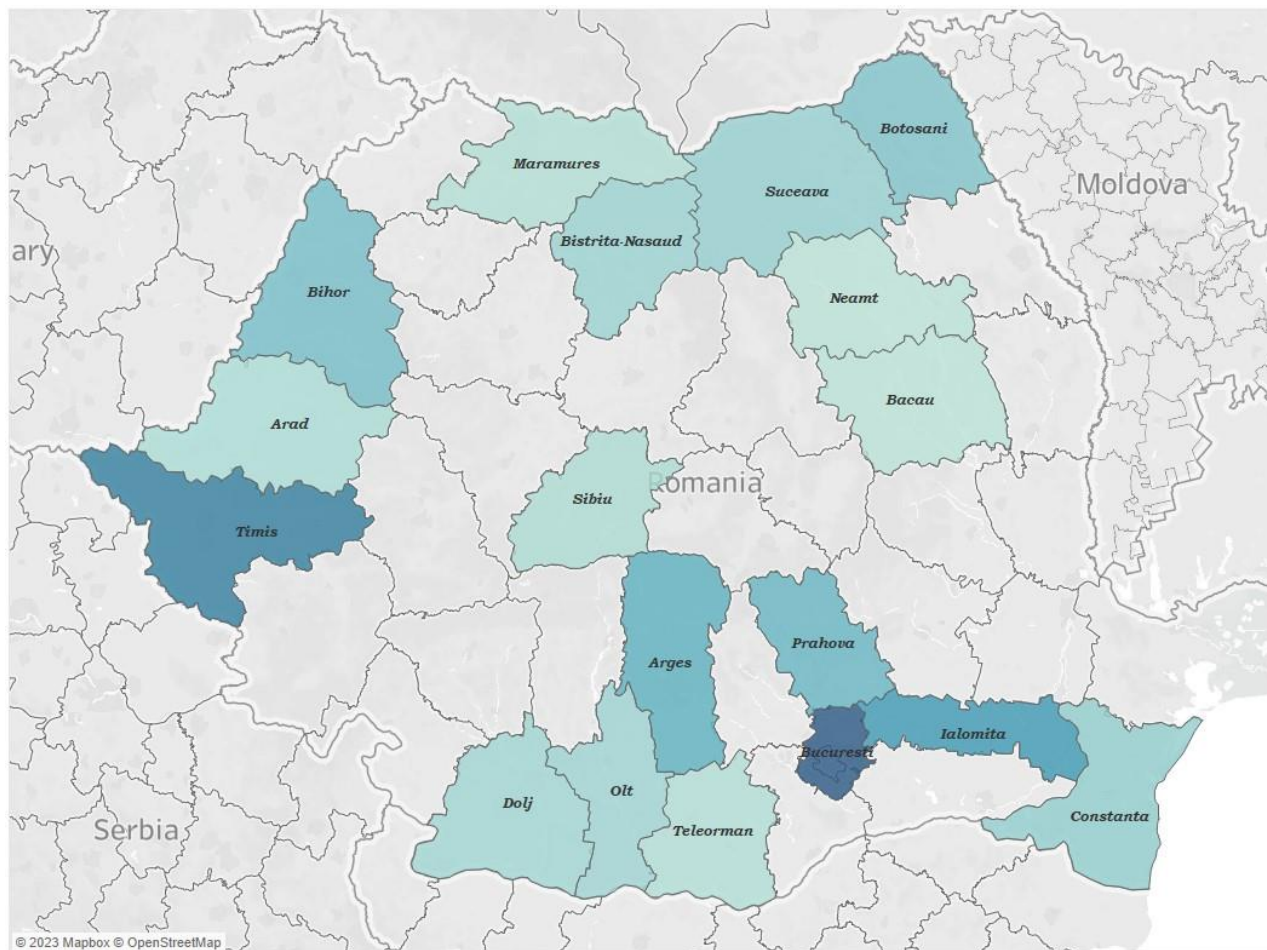 Botosani
Maramures
Moldova
Suceava
Bistrita-Nasaud
ary
Bihor
Neamt
Bacau
Arad
Romania
Sibiu
Timis
Prahova
Arges
Ialomita
Bucuresti
Olt
Dolj
Constanta
Serbia
Teleorman
© 2023 Mapbox © OpenStreetMap